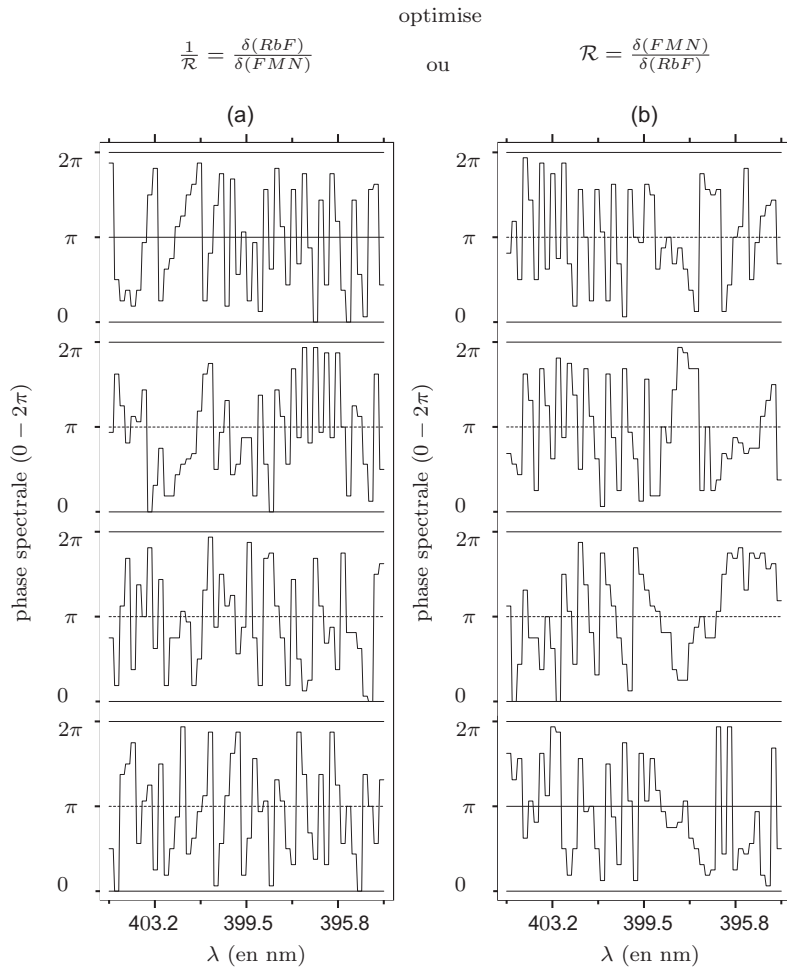 optimise
1/ℛ = δ(RbF)/δ(FMN) ou ℛ = δ(FMN)/δ(RbF)
(a) (b)
phase spectrale (0 − 2π)
2π
π
0
2π
π
0
2π
π
0
2π
π
0
403.2 399.5 395.8
λ (en nm)
phase spectrale (0 − 2π)
2π
π
0
2π
π
0
2π
π
0
2π
π
0
403.2 399.5 395.8
λ (en nm)